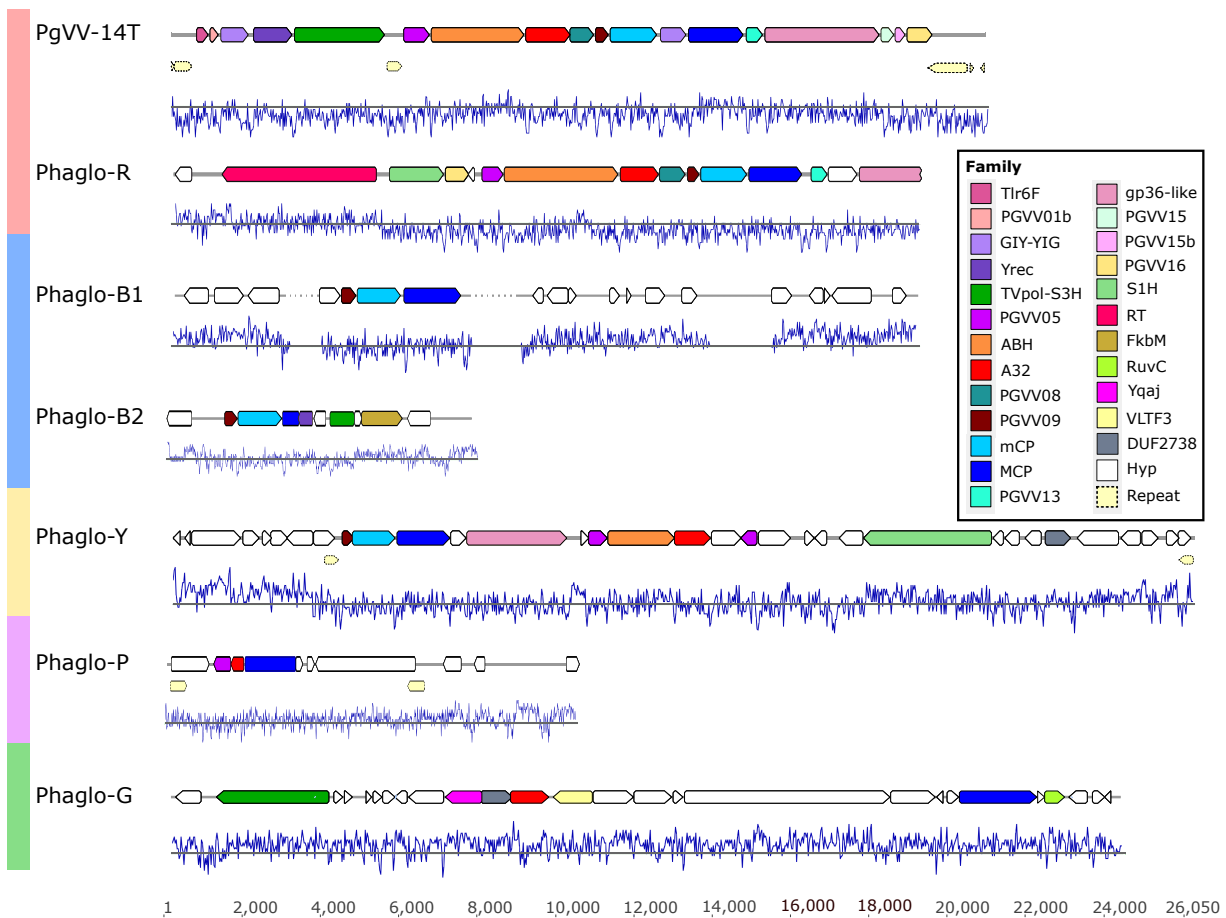 PgVV-14T
Phaglo-R
Phaglo-B1
Phaglo-B2
Phaglo-Y
Phaglo-P
Phaglo-G
Family
Tlr6F
PGVV01b
GIY-YIG
Yrec
TVpol-S3H
PGVV05
ABH
A32
PGVV08
PGVV09
mCP
MCP
PGVV13
gp36-like
PGVV15
PGVV15b
PGVV16
S1H
RT
FkbM
RuvC
Yqaj
VLTF3
DUF2738
Hyp
Repeat
1 2,000 4,000 6,000 8,000 10,000 12,000 14,000 16,000 18,000 20,000 22,000 24,000 26,050